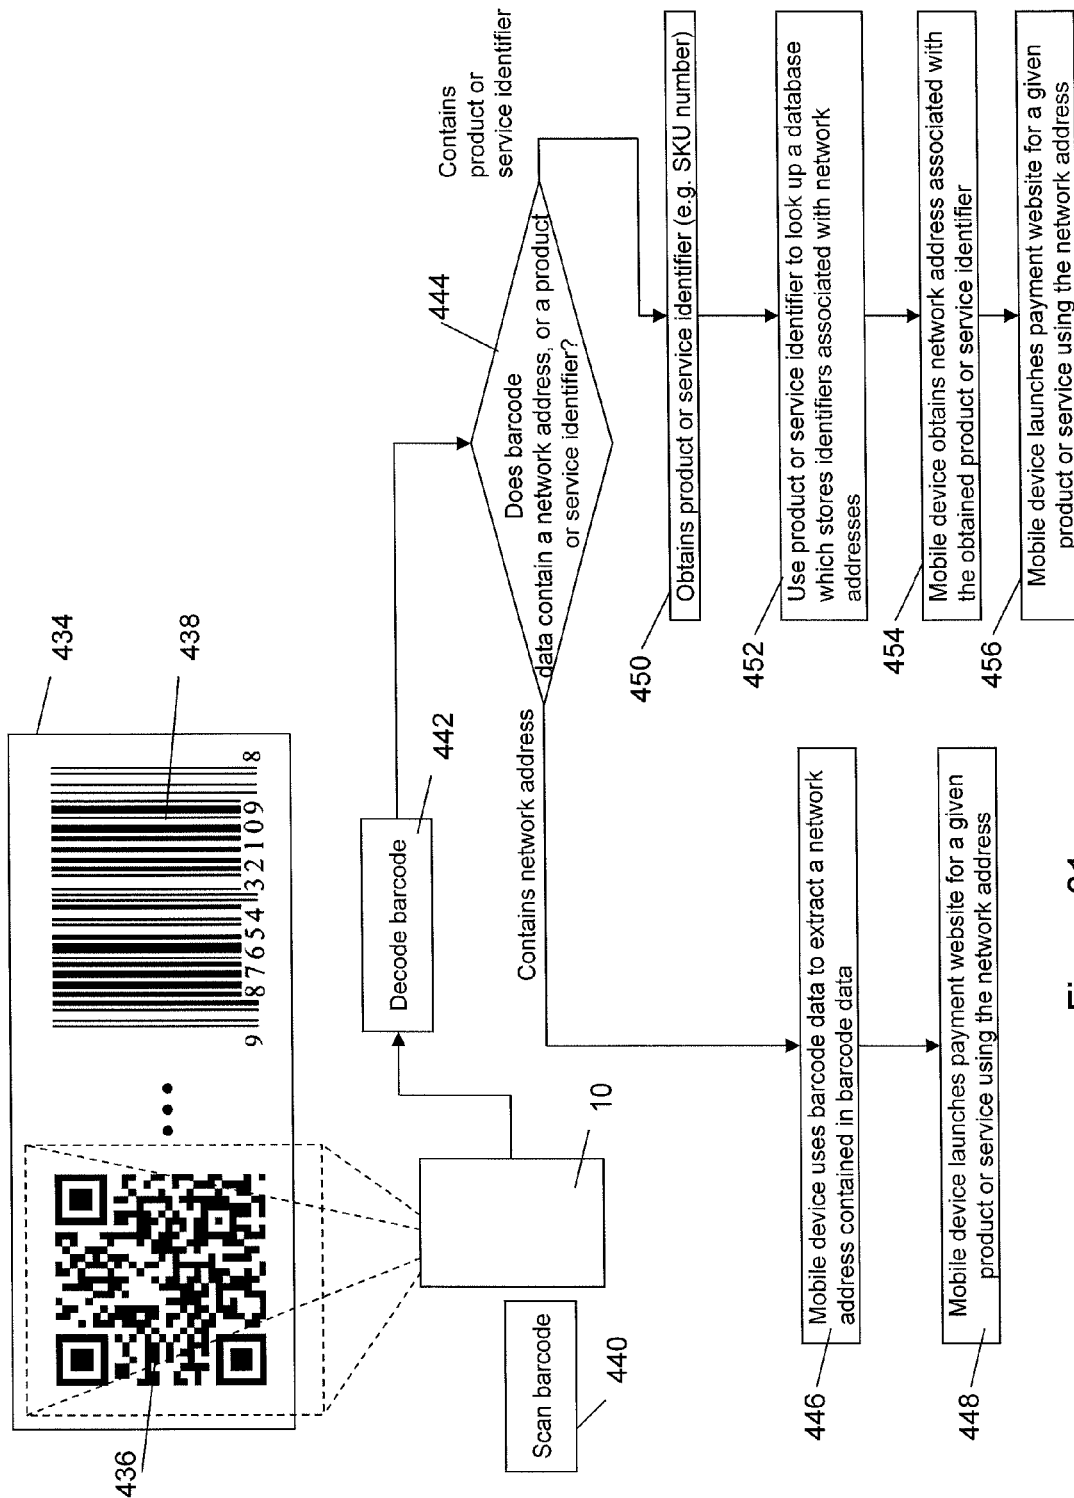 434
438
436
9 87654 32109 8
10
Scan barcode
440
Decode barcode
442
Does barcode
data contain a network address, or a product
or service identifier?
444
Contains network address
Contains
product or
service identifier
Mobile device uses barcode data to extract a network
address contained in barcode data
446
Mobile device launches payment website for a given
product or service using the network address
448
Obtains product or service identifier (e.g. SKU number)
450
Use product or service identifier to look up a database
which stores identifiers associated with network
addresses
452
Mobile device obtains network address associated with
the obtained product or service identifier
454
Mobile device launches payment website for a given
product or service using the network address
456